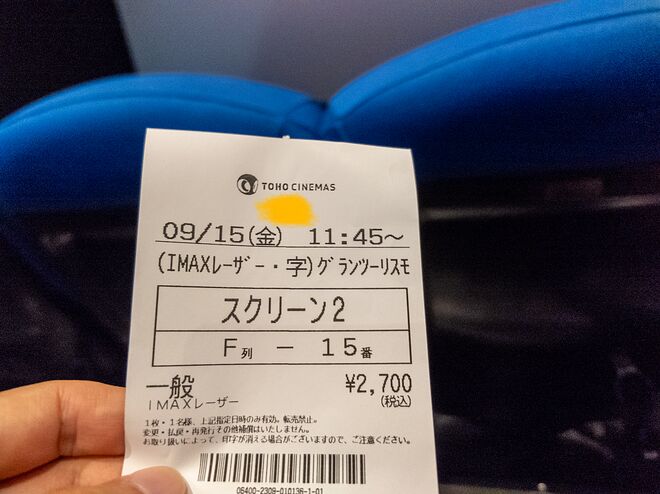 TOHO CINEMAS
09/15(金) 11:45~
(IMAXﾚｰｻﾞｰ・字)ｸﾞﾗﾝﾂｰﾘｽﾓ
スクリーン2
F列 － 15番
一般
¥2,700
IMAXレーザー
(税込)
1枚・1名様、上記指定日時のみ有効。転売禁止。
変更・払戻・再発行その他補償はいたしません。
お取り扱いによって、印字が消える場合がございますので、ご注意ください。
06400-2309-010136-1-01